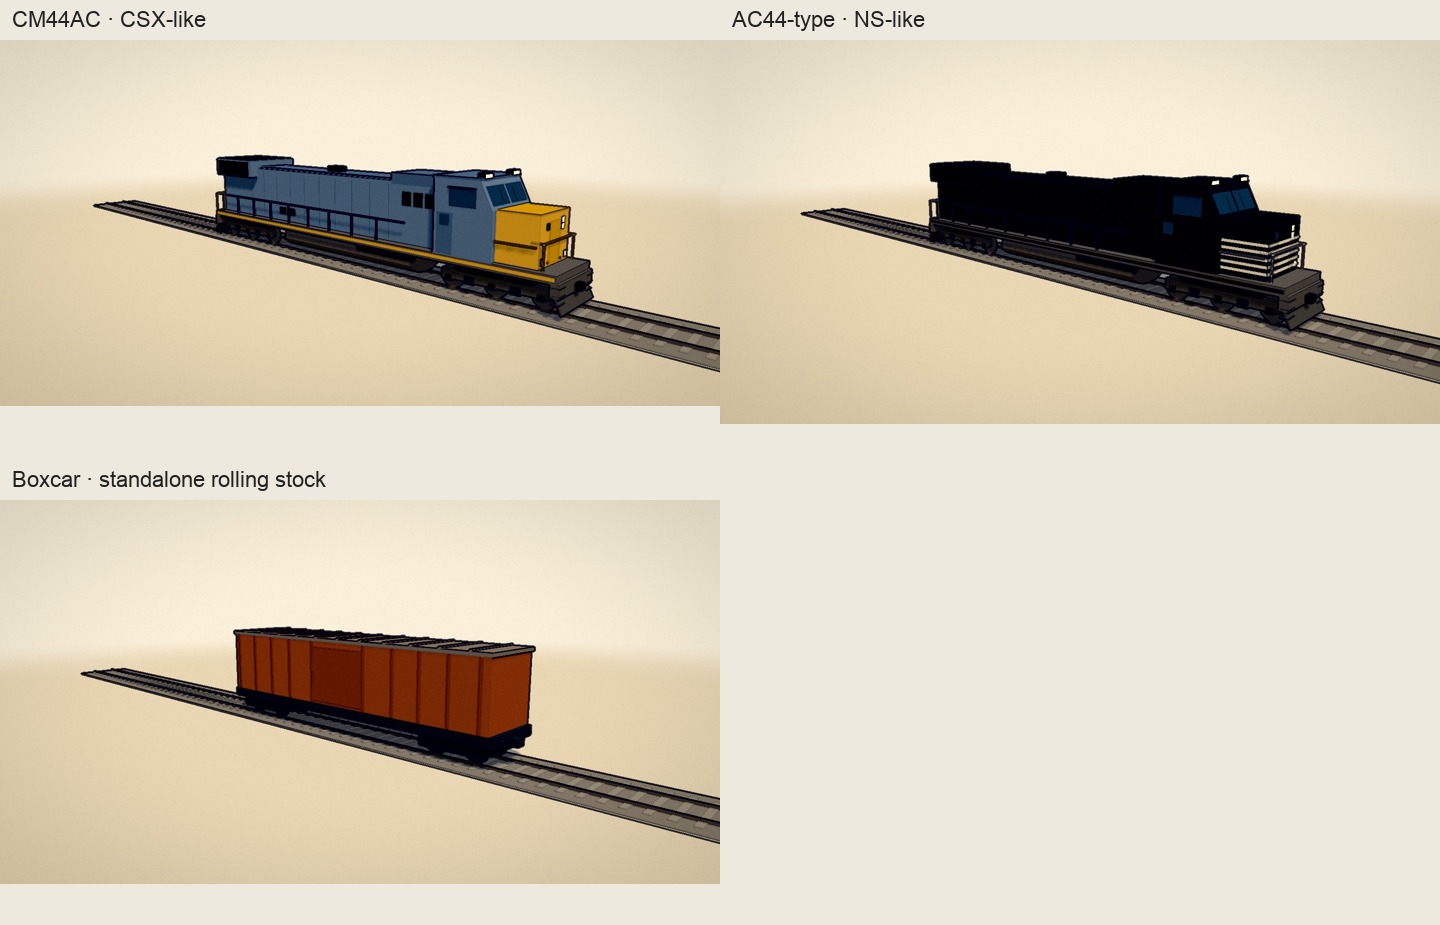 CM44AC · CSX-like
AC44-type · NS-like
Boxcar · standalone rolling stock